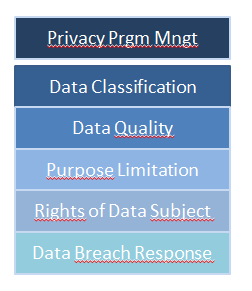 Privacy Prgm Mngt
Data Classification
Data Quality
Purpose Limitation
Rights of Data Subject
Data Breach Response